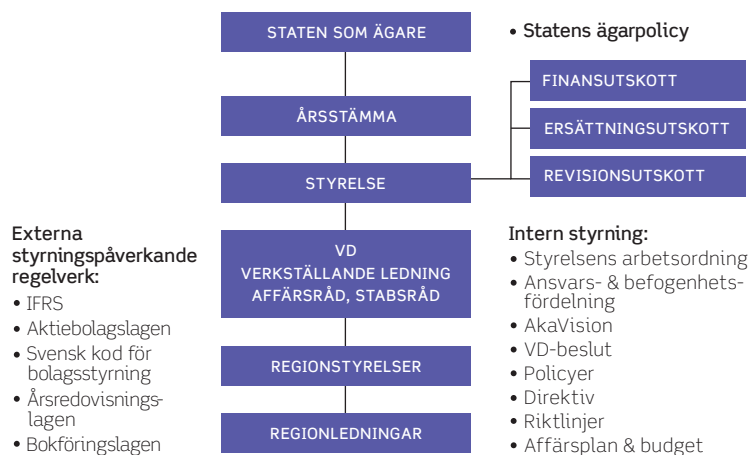 STATEN SOM ÄGARE
• Statens ägarpolicy
FINANSUTSKOTT
ÅRSSTÄMMA
ERSÄTTNINGSUTSKOTT
STYRELSE
REVISIONSUTSKOTT
Externa
styrningspåverkande
regelverk:
• IFRS
• Aktiebolagslagen
• Svensk kod för
bolagsstyrning
• Årsredovisnings-
lagen
• Bokföringslagen
VD
VERKSTÄLLANDE LEDNING
AFFÄRSRÅD, STABSRÅD
REGIONSTYRELSER
REGIONLEDNINGAR
Intern styrning:
• Styrelsens arbetsordning
• Ansvars- & befogenhets-
fördelning
• AkaVision
• VD-beslut
• Policyer
• Direktiv
• Riktlinjer
• Affärsplan & budget